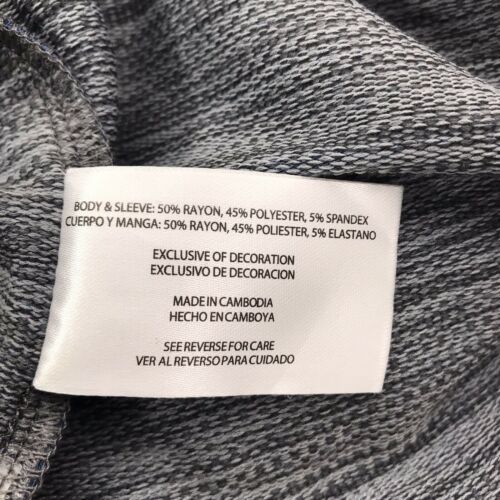 BODY & SLEEVE: 50% RAYON, 45% POLYESTER, 5% SPANDEX
CUERPO Y MANGA: 50% RAYON, 45% POLIESTER, 5% ELASTANO
EXCLUSIVE OF DECORATION
EXCLUSIVO DE DECORACION
MADE IN CAMBODIA
HECHO EN CAMBOYA
SEE REVERSE FOR CARE
VER AL REVERSO PARA CUIDADO